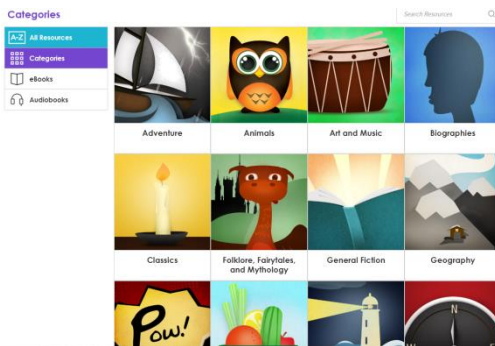 Categories
Search Resources
A-Z All Resources
Categories
eBooks
Audiobooks
Adventure
Animals
Art and Music
Biographies
Classics
Folklore, Fairytales,
and Mythology
General Fiction
Geography
Pow!
N
W